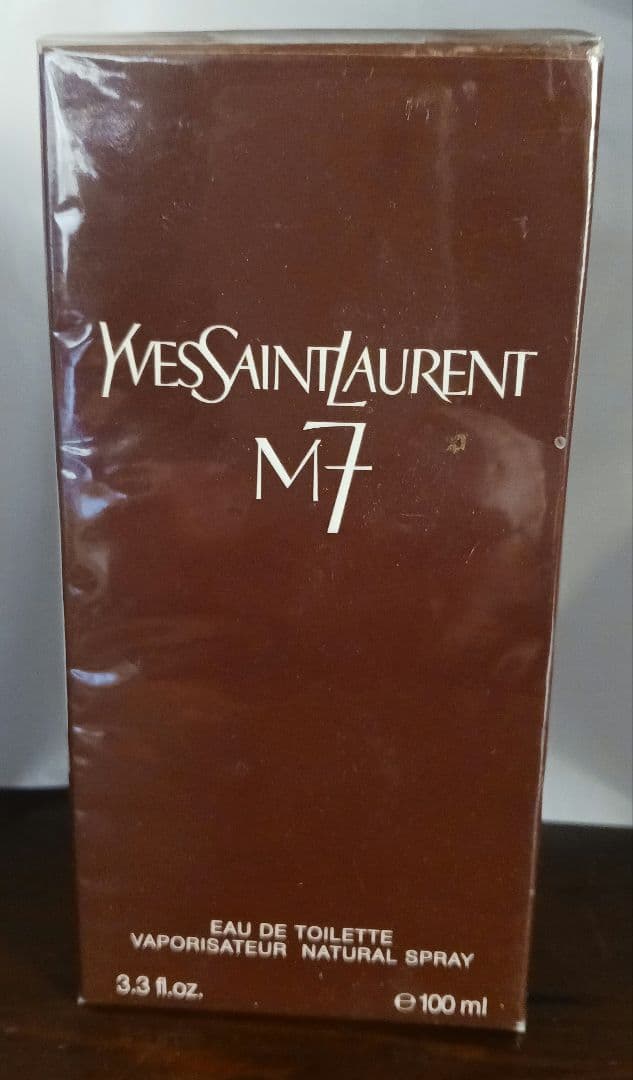 YVESSAINTLAURENT
M7
EAU DE TOILETTE
VAPORISATEUR NATURAL SPRAY
3.3 fl.oz.
℮100 ml